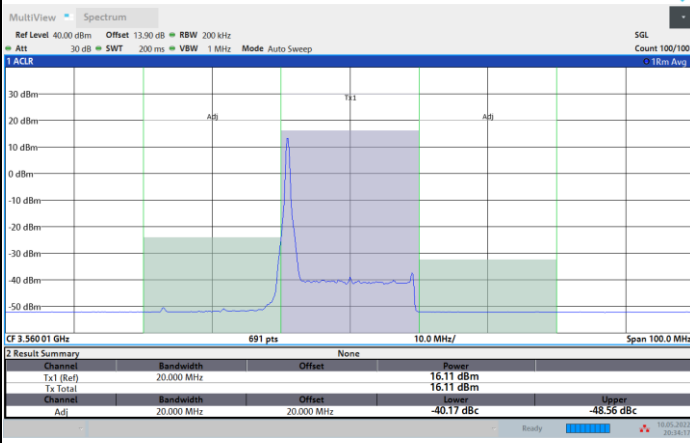 MultiView Spectrum
Ref Level 40.00 dBm Offset 13.90 dB RBW 200 kHz SGL
Att 30 dB SWT 200 ms VBW 1 MHz Mode Auto Sweep Count 100/100
1 ACLR 1Rm Avg
30 dBm
Tx1
20 dBm
Adj Adj
10 dBm
0 dBm
-10 dBm
-20 dBm
-30 dBm
-40 dBm
-50 dBm
CF 3.56001 GHz 691 pts 10.0 MHz/ Span 100.0 MHz
2 Result Summary None
Channel Bandwidth Offset Power
Tx1 (Ref) 20.000 MHz 16.11 dBm
Tx Total 16.11 dBm
Channel Bandwidth Offset Lower Upper
Adj 20.000 MHz 20.000 MHz -40.17 dBc -48.56 dBc
Ready 10.05.2022